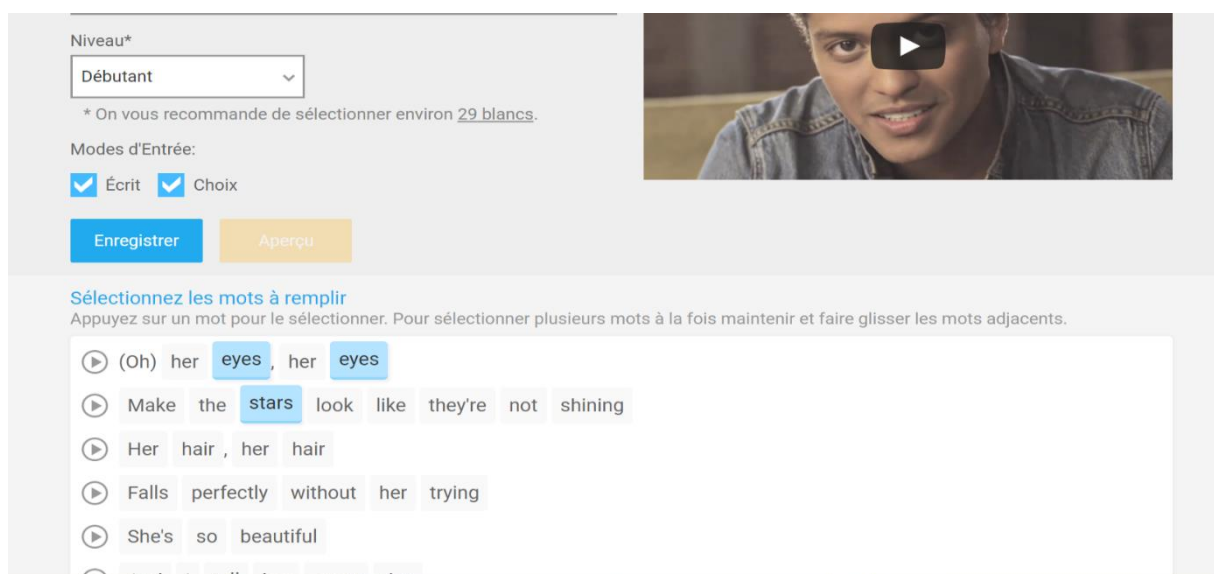 Niveau*
Débutant
* On vous recommande de sélectionner environ 29 blancs.
Modes d'Entrée:
Écrit Choix
Enregistrer Aperçu
Sélectionnez les mots à remplir
Appuyez sur un mot pour le sélectionner. Pour sélectionner plusieurs mots à la fois maintenir et faire glisser les mots adjacents.
(Oh) her eyes, her eyes
Make the stars look like they're not shining
Her hair, her hair
Falls perfectly without her trying
She's so beautiful